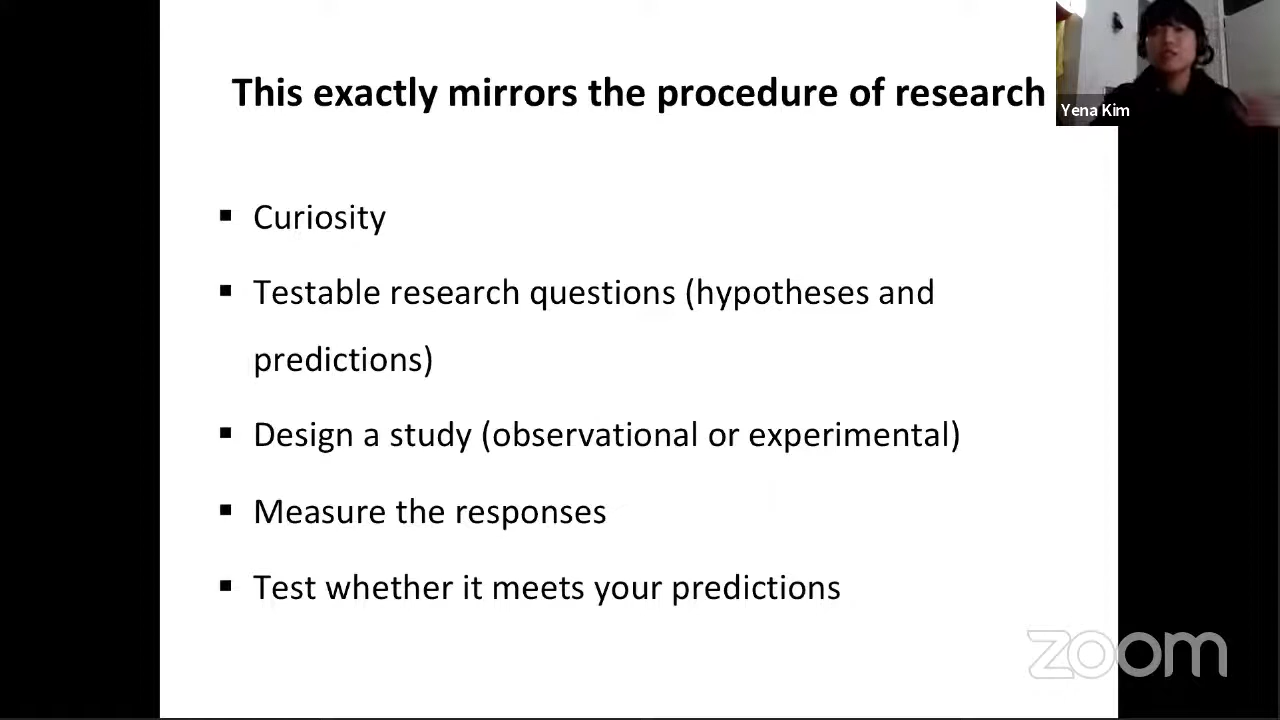 This exactly mirrors the procedure of research
Yena Kim
▪ Curiosity
▪ Testable research questions (hypotheses and
predictions)
▪ Design a study (observational or experimental)
▪ Measure the responses
▪ Test whether it meets your predictions
zoom